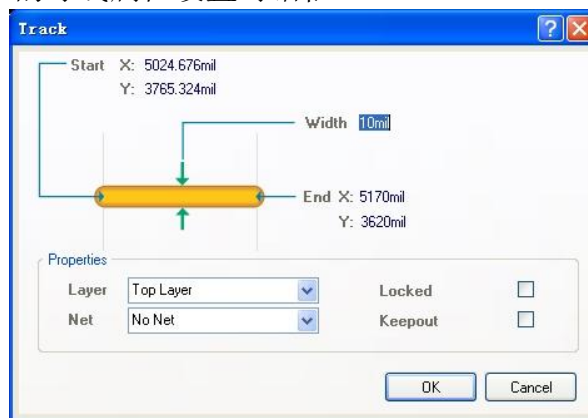 Track
Start X: 5024.676mil
Y: 3765.324mil
Width 10mil
End X: 5170mil
Y: 3620mil
Properties
Layer Top Layer Locked
Net No Net Keepout
OK Cancel